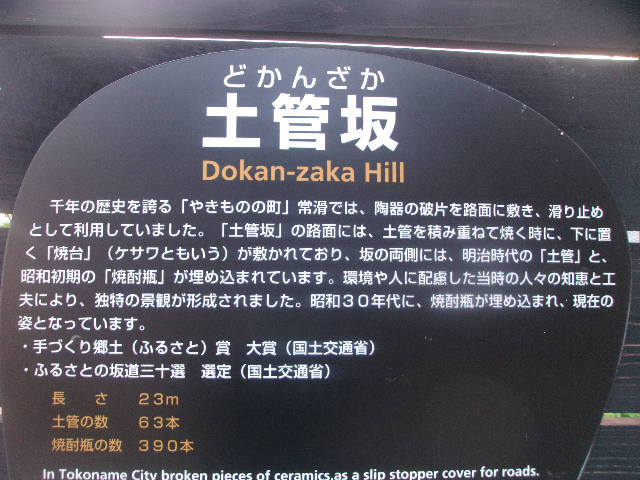 どかんざか
土管坂
Dokan-zaka Hill
千年の歴史を誇る「やきものの町」常滑では、陶器の破片を路面に敷き、滑り止め
として利用していました。「土管坂」の路面には、土管を積み重ねて焼く時に、下に置
く「焼台」（ケサワともいう）が敷かれており、坂の両側には、明治時代の「土管」と、
昭和初期の「焼酎瓶」が埋め込まれています。環境や人に配慮した当時の人々の知恵と工
夫により、独特の景観が形成されました。昭和３０年代に、焼酎瓶が埋め込まれ、現在の
姿となっています。
・手づくり郷土（ふるさと）賞　大賞（国土交通省）
・ふるさとの坂道三十選　選定（国土交通省）
長　さ　２３ｍ
土管の数　６３本
焼酎瓶の数　３９０本
In Tokoname City broken pieces of ceramics,as a slip stopper cover for roads.